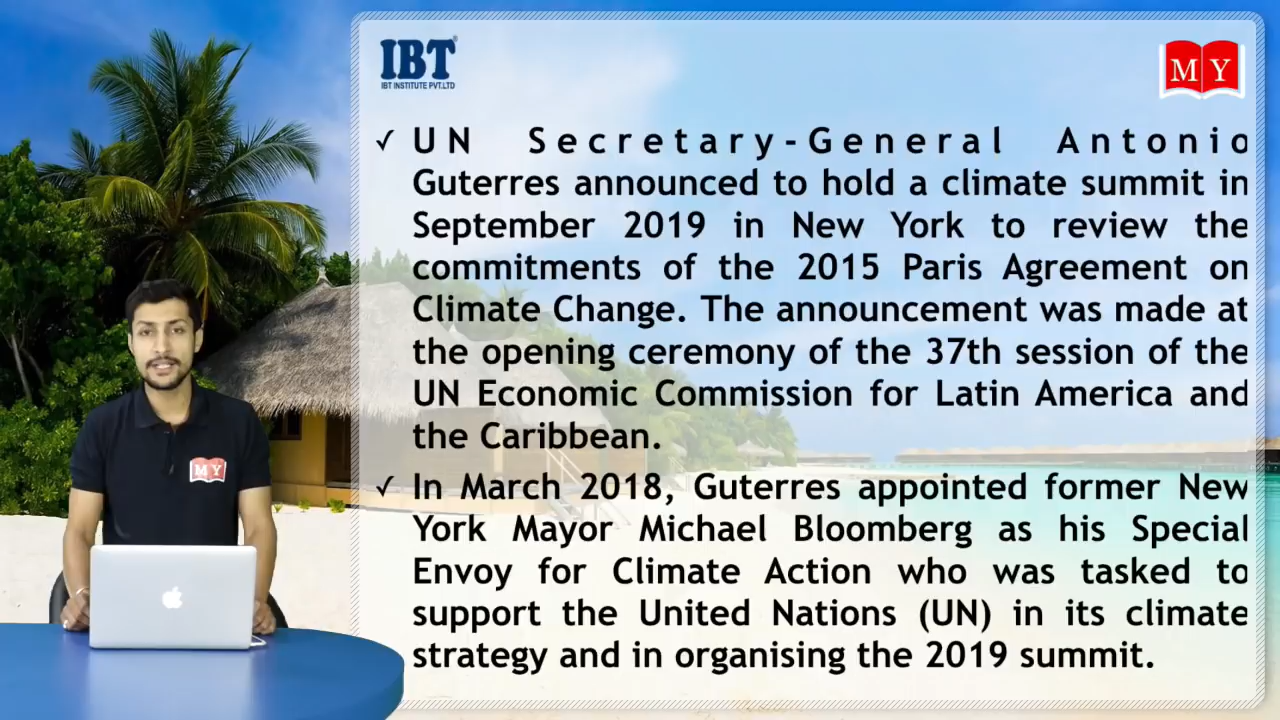 IBT
IBT INSTITUTE PVT.LTD
M Y
✓ UN Secretary-General Antonio
Guterres announced to hold a climate summit in
September 2019 in New York to review the
commitments of the 2015 Paris Agreement on
Climate Change. The announcement was made at
the opening ceremony of the 37th session of the
UN Economic Commission for Latin America and
the Caribbean.
✓ In March 2018, Guterres appointed former New
York Mayor Michael Bloomberg as his Special
Envoy for Climate Action who was tasked to
support the United Nations (UN) in its climate
strategy and in organising the 2019 summit.
M Y